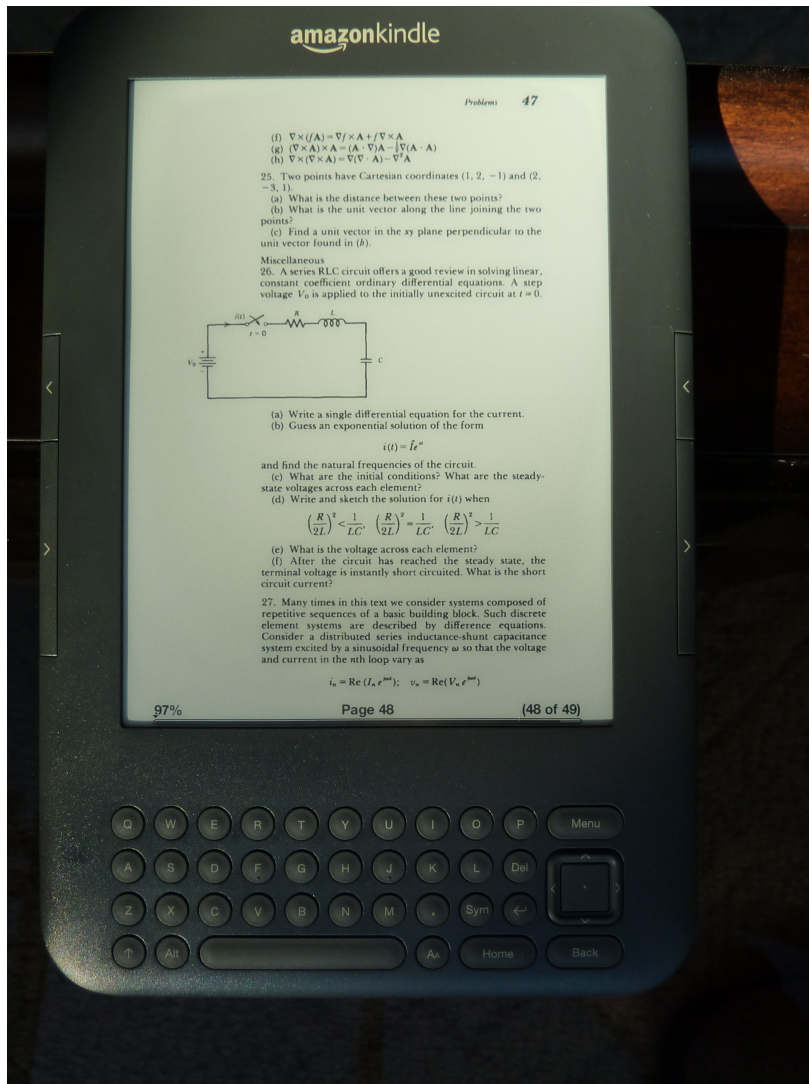 amazonkindle
Problems 47
(f) ∇×(fA)=∇f×A+f∇×A
(g) (∇×A)×A=(A·∇)A−½∇(A·A)
(h) ∇×(∇×A)=∇(∇·A)−∇²A
25. Two points have Cartesian coordinates (1, 2, −1) and (2,
−3, 1).
(a) What is the distance between these two points?
(b) What is the unit vector along the line joining the two
points?
(c) Find a unit vector in the xy plane perpendicular to the
unit vector found in (b).
Miscellaneous
26. A series RLC circuit offers a good review in solving linear,
constant coefficient ordinary differential equations. A step
voltage V₀ is applied to the initially unexcited circuit at t = 0.
i(t) R L
t = 0
V₀ + − C
(a) Write a single differential equation for the current.
(b) Guess an exponential solution of the form
i(t) = Îeˢᵗ
and find the natural frequencies of the circuit.
(c) What are the initial conditions? What are the steady-
state voltages across each element?
(d) Write and sketch the solution for i(t) when
(R/2L)² < 1/LC, (R/2L)² = 1/LC, (R/2L)² > 1/LC
(e) What is the voltage across each element?
(f) After the circuit has reached the steady state, the
terminal voltage is instantly short circuited. What is the short
circuit current?
27. Many times in this text we consider systems composed of
repetitive sequences of a basic building block. Such discrete
element systems are described by difference equations.
Consider a distributed series inductance-shunt capacitance
system excited by a sinusoidal frequency ω so that the voltage
and current in the nth loop vary as
iₙ = Re (Iₙ e^{jωt}); vₙ = Re(Vₙ e^{jωt})
97% Page 48 (48 of 49)
Q W E R T Y U I O P Menu
A S D F G H J K L Del
Z X C V B N M . Sym ↵
↑ Alt AA Home Back